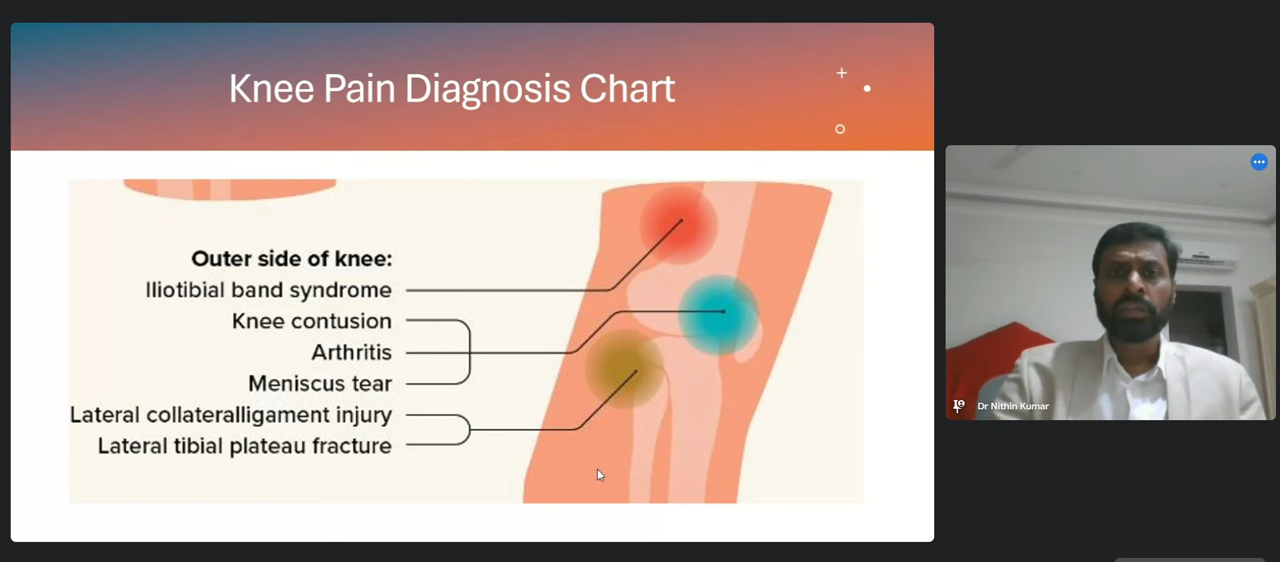 Knee Pain Diagnosis Chart
Outer side of knee:
Iliotibial band syndrome
Knee contusion
Arthritis
Meniscus tear
Lateral collateralligament injury
Lateral tibial plateau fracture
Dr Nithin Kumar